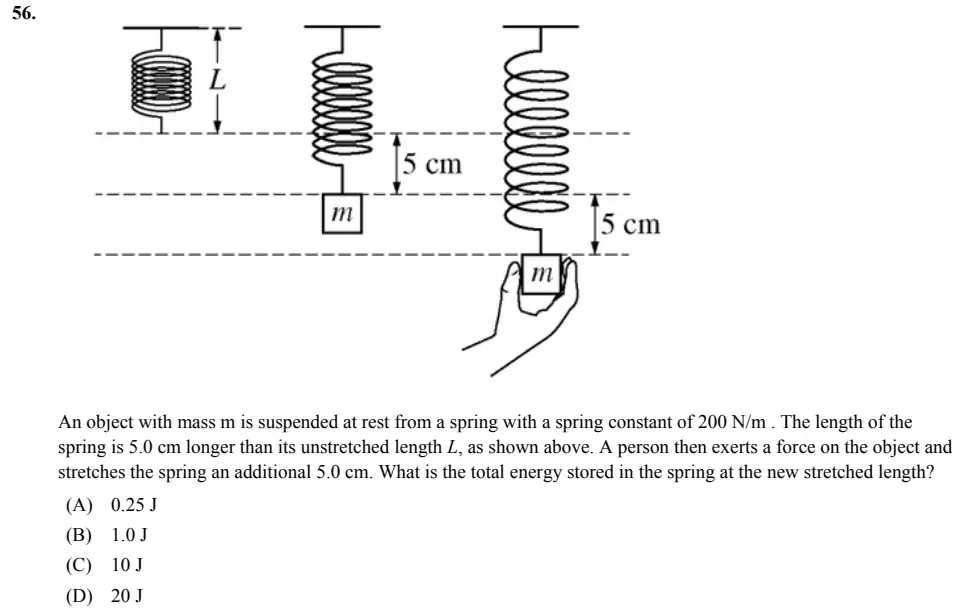 56.
L
5 cm
m
5 cm
m
An object with mass m is suspended at rest from a spring with a spring constant of 200 N/m . The length of the
spring is 5.0 cm longer than its unstretched length L, as shown above. A person then exerts a force on the object and
stretches the spring an additional 5.0 cm. What is the total energy stored in the spring at the new stretched length?
(A) 0.25 J
(B) 1.0 J
(C) 10 J
(D) 20 J